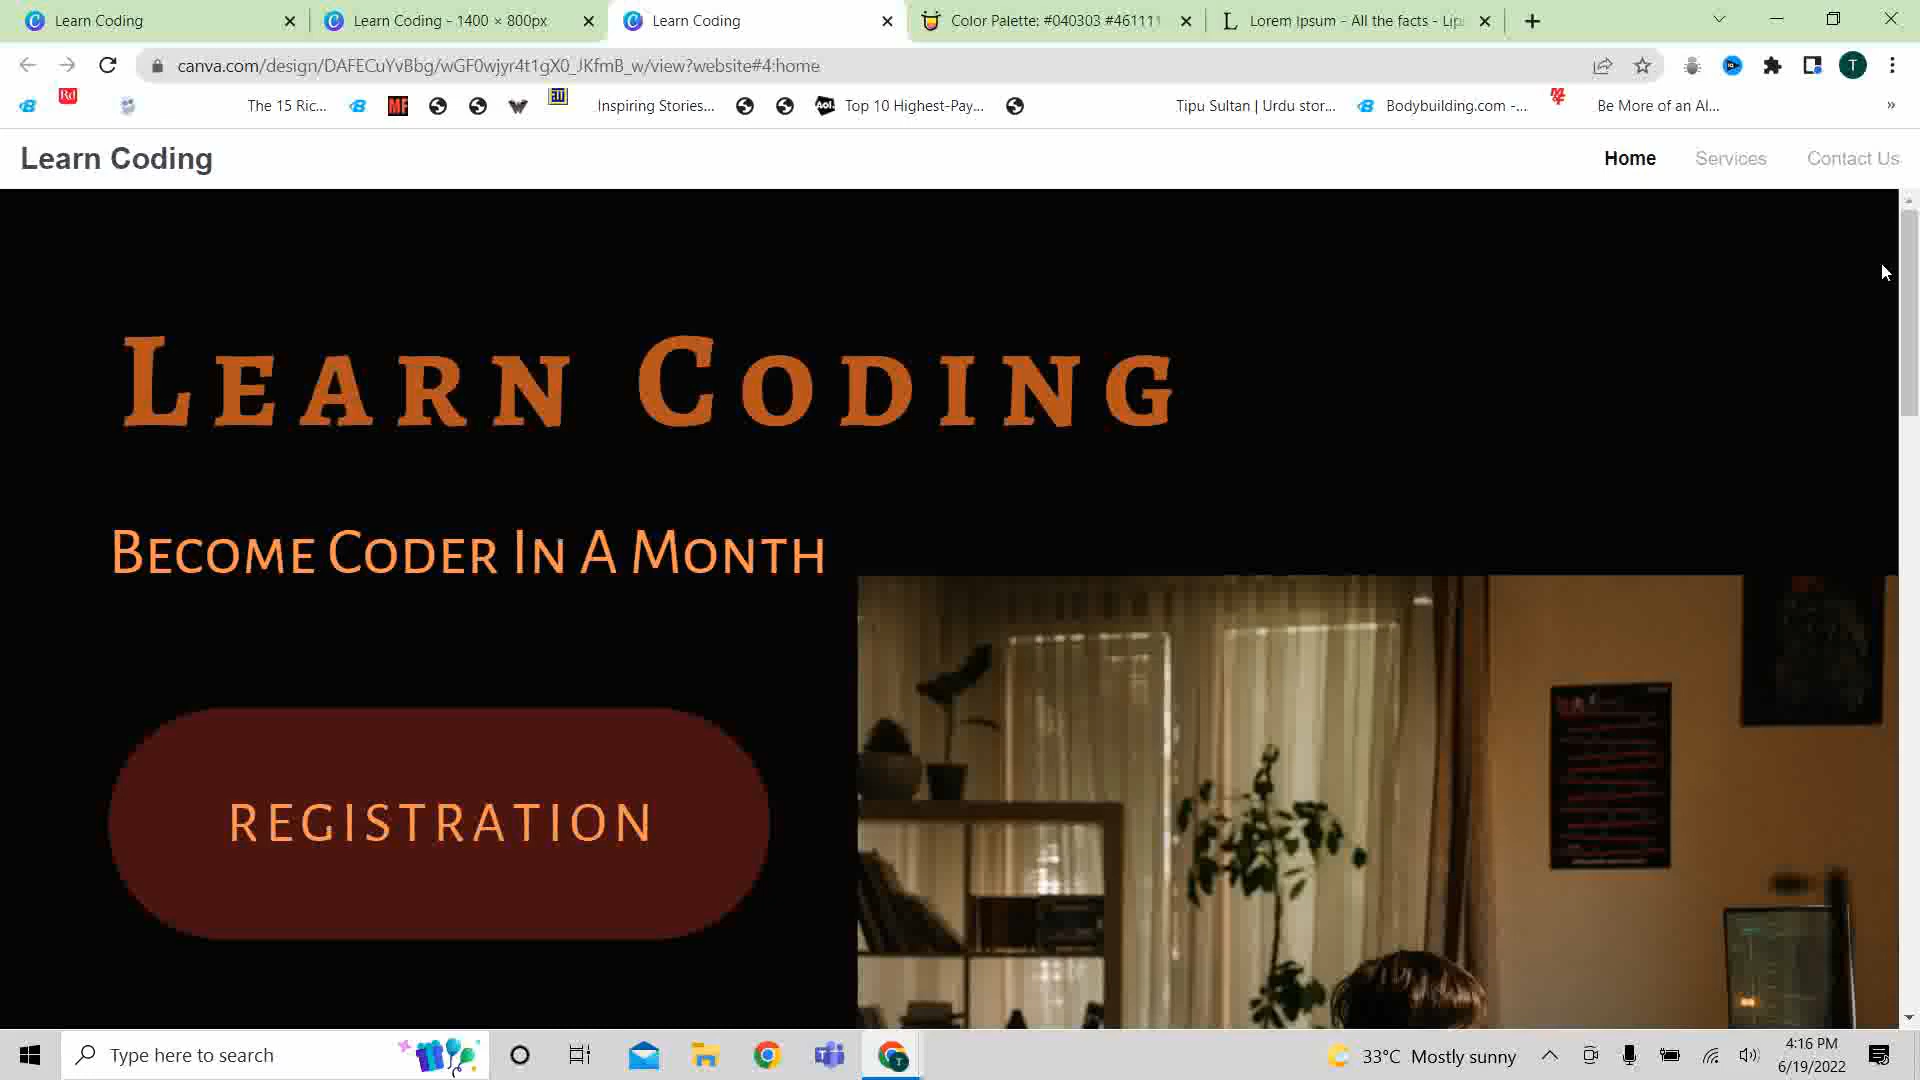 Learn Coding
Learn Coding - 1400 × 800px
Learn Coding
Color Palette: #040303 #461111
Lorem Ipsum - All the facts - Lip
canva.com/design/DAFECuYvBbg/wGF0wjyr4t1gX0_JKfmB_w/view?website#4:home
T
Rd
The 15 Ric...
MF
Inspiring Stories...
Aol.
Top 10 Highest-Pay...
Tipu Sultan | Urdu stor...
Bodybuilding.com -...
Be More of an Al...
»
Learn Coding
Home
Services
Contact Us
LEARN CODING
BECOME CODER IN A MONTH
REGISTRATION
Type here to search
33°C Mostly sunny
4:16 PM
6/19/2022